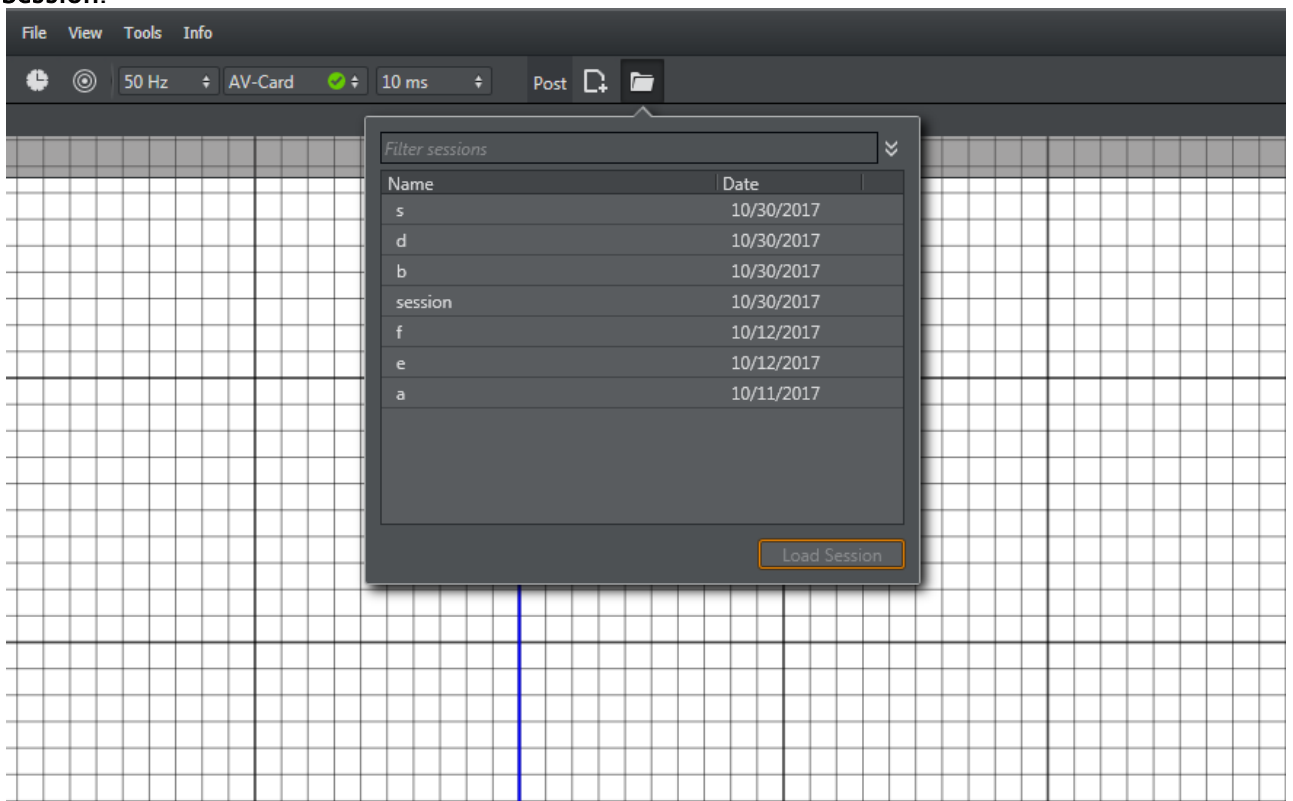 session.
File View Tools Info
50 Hz AV-Card 10 ms Post
Filter sessions
Name Date
s 10/30/2017
d 10/30/2017
b 10/30/2017
session 10/30/2017
f 10/12/2017
e 10/12/2017
a 10/11/2017
Load Session